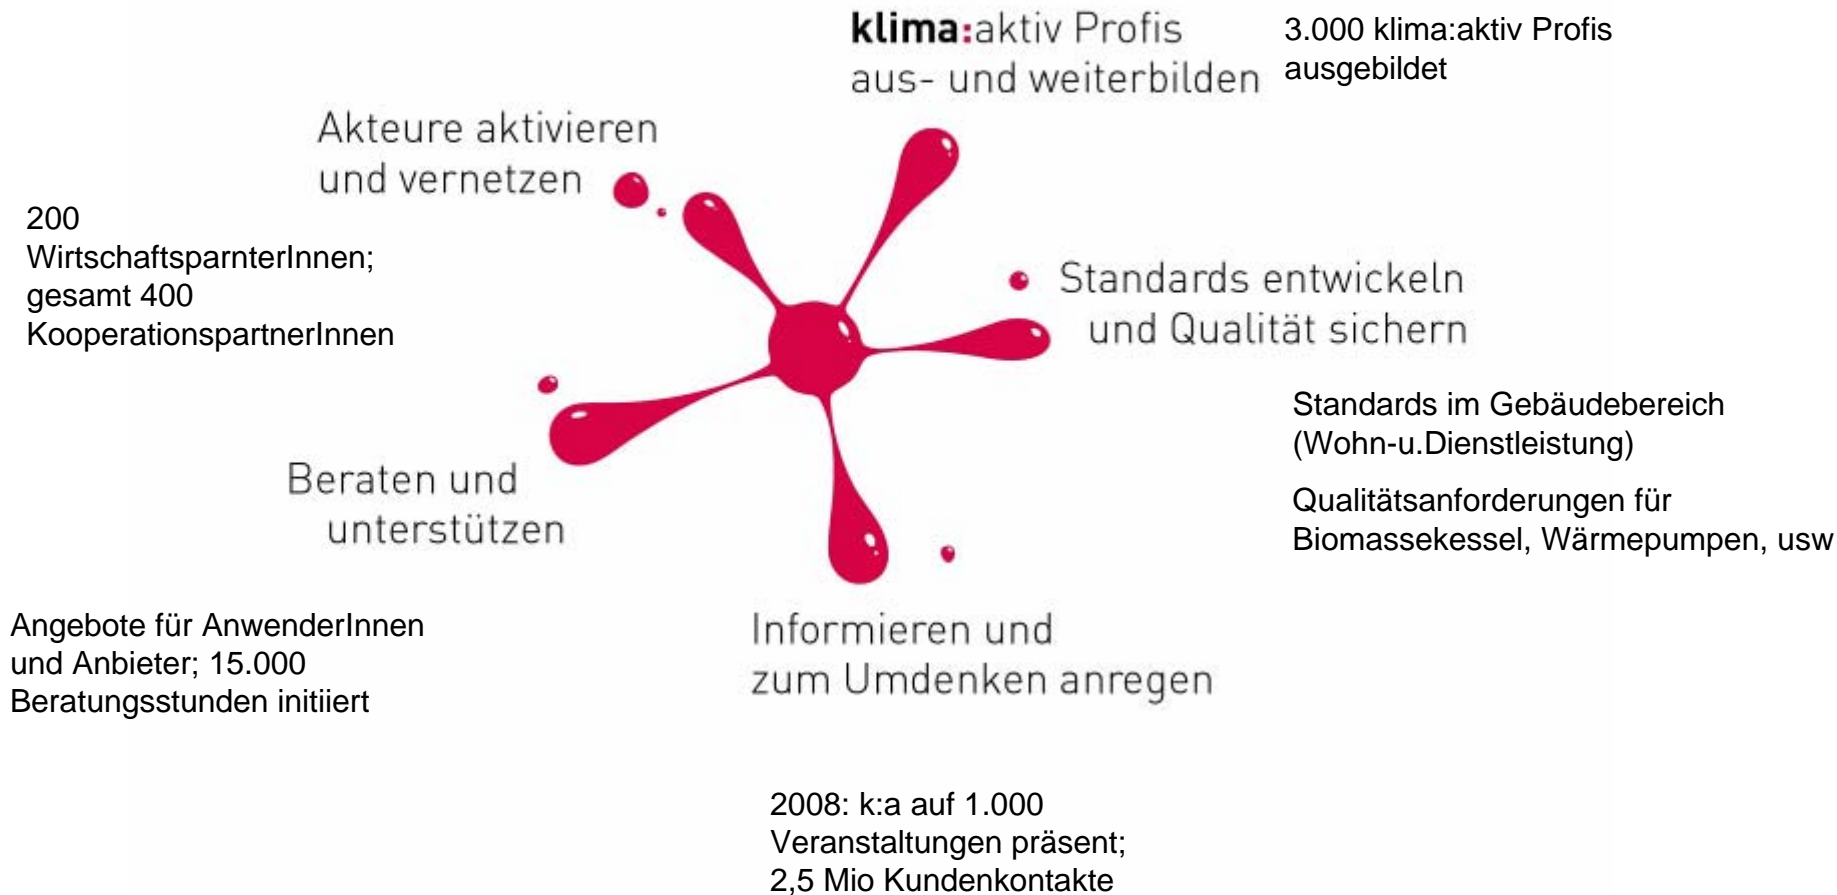 klima:aktiv Profis
aus- und weiterbilden
3.000 klima:aktiv Profis
ausgebildet
Akteure aktivieren
und vernetzen
200
WirtschaftsparnterInnen;
gesamt 400
KooperationspartnerInnen
Standards entwickeln
und Qualität sichern
Standards im Gebäudebereich
(Wohn-u.Dienstleistung)
Qualitätsanforderungen für
Biomassekessel, Wärmepumpen, usw
Beraten und
unterstützen
Angebote für AnwenderInnen
und Anbieter; 15.000
Beratungsstunden initiiert
Informieren und
zum Umdenken anregen
2008: k:a auf 1.000
Veranstaltungen präsent;
2,5 Mio Kundenkontakte